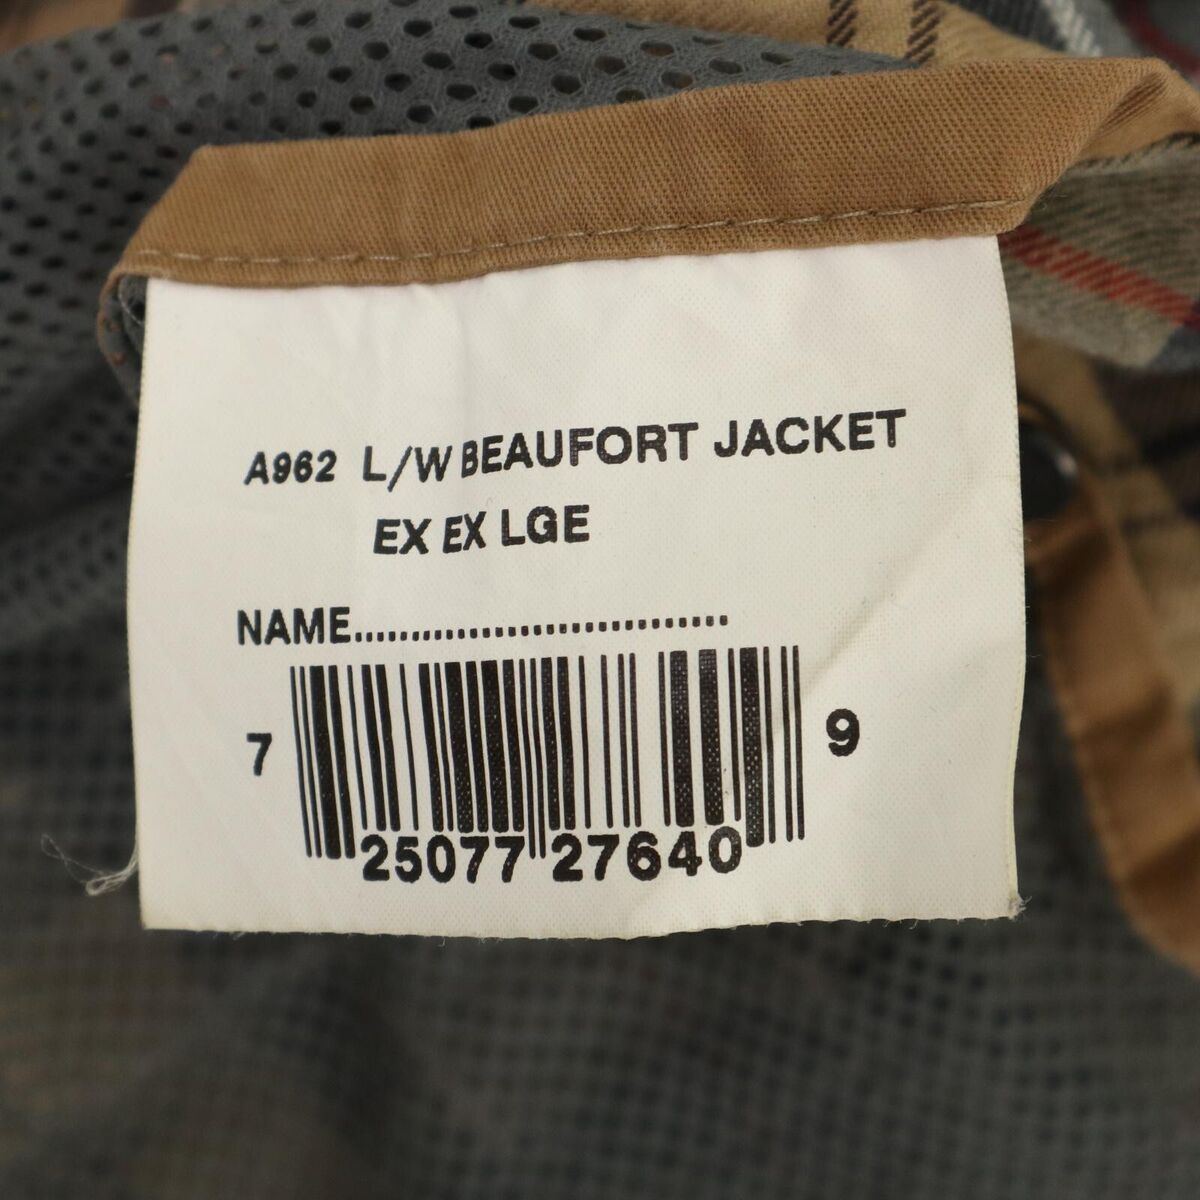 A962 L/W BEAUFORT JACKET
EX EX LGE
NAME...............................
7 25077 27640 9